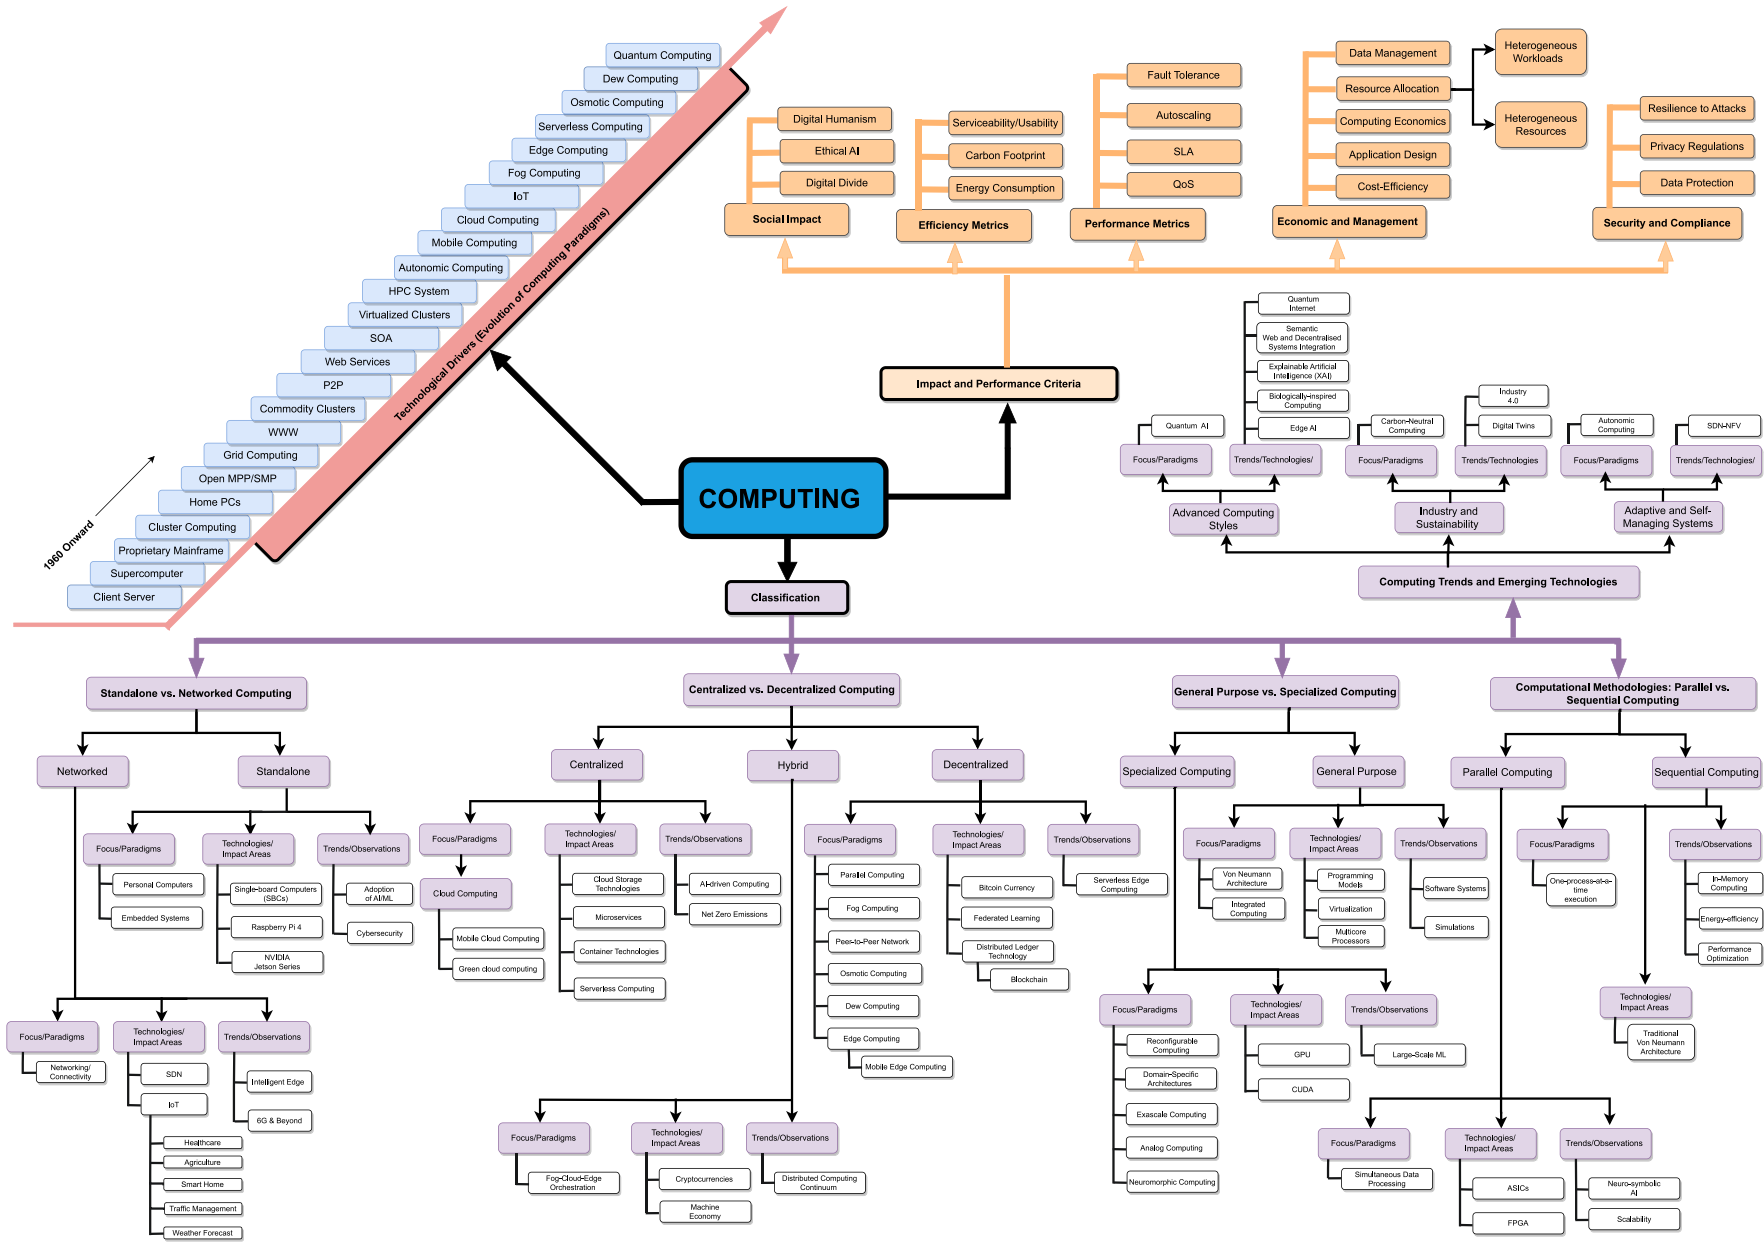 Quantum Computing
Dew Computing
Osmotic Computing
Serverless Computing
Edge Computing
Fog Computing
IoT
Cloud Computing
Mobile Computing
Autonomic Computing
HPC System
Virtualized Clusters
SOA
Web Services
P2P
Commodity Clusters
WWW
Grid Computing
Open MPP/SMP
Home PCs
Cluster Computing
Proprietary Mainframe
Supercomputer
Client Server
1960 Onward
Technological Drivers (Evolution of Computing Paradigms)
Digital Humanism
Ethical AI
Digital Divide
Social Impact
Serviceability/Usability
Carbon Footprint
Energy Consumption
Efficiency Metrics
Fault Tolerance
Autoscaling
SLA
QoS
Performance Metrics
Data Management
Resource Allocation
Computing Economics
Application Design
Cost-Efficiency
Economic and Management
Heterogeneous
Workloads
Heterogeneous
Resources
Resilience to Attacks
Privacy Regulations
Data Protection
Security and Compliance
Impact and Performance Criteria
COMPUTING
Classification
Quantum AI
Focus/Paradigms
Quantum
Internet
Semantic
Web and Decentralised
Systems Integration
Explainable Artificial
Intelligence (XAI)
Biologically-inspired
Computing
Edge AI
Trends/Technologies/
Advanced Computing
Styles
Carbon-Neutral
Computing
Focus/Paradigms
Industry
4.0
Digital Twins
Trends/Technologies
Industry and
Sustainability
Autonomic
Computing
Focus/Paradigms
SDN-NFV
Trends/Technologies/
Adaptive and Self-
Managing Systems
Computing Trends and Emerging Technologies
Standalone vs. Networked Computing
Networked
Standalone
Focus/Paradigms
Personal Computers
Embedded Systems
Technologies/
Impact Areas
Single-board Computers
(SBCs)
Raspberry Pi 4
NVIDIA
Jetson Series
Trends/Observations
Adoption
of AI/ML
Cybersecurity
Focus/Paradigms
Networking/
Connectivity
Technologies/
Impact Areas
SDN
IoT
Healthcare
Agriculture
Smart Home
Traffic Management
Weather Forecast
Trends/Observations
Intelligent Edge
6G & Beyond
Centralized vs. Decentralized Computing
Centralized
Hybrid
Decentralized
Focus/Paradigms
Cloud Computing
Mobile Cloud Computing
Green cloud computing
Technologies/
Impact Areas
Cloud Storage
Technologies
Microservices
Container Technologies
Serverless Computing
Trends/Observations
AI-driven Computing
Net Zero Emissions
Focus/Paradigms
Parallel Computing
Fog Computing
Peer-to-Peer Network
Osmotic Computing
Dew Computing
Edge Computing
Mobile Edge Computing
Technologies/
Impact Areas
Bitcoin Currency
Federated Learning
Distributed Ledger
Technology
Blockchain
Trends/Observations
Serverless Edge
Computing
Focus/Paradigms
Fog-Cloud-Edge
Orchestration
Technologies/
Impact Areas
Cryptocurrencies
Machine
Economy
Trends/Observations
Distributed Computing
Continuum
General Purpose vs. Specialized Computing
Specialized Computing
General Purpose
Focus/Paradigms
Von Neumann
Architecture
Integrated
Computing
Technologies/
Impact Areas
Programming
Models
Virtualization
Multicore
Processors
Trends/Observations
Software Systems
Simulations
Focus/Paradigms
Reconfigurable
Computing
Domain-Specific
Architectures
Exascale Computing
Analog Computing
Neuromorphic Computing
Technologies/
Impact Areas
GPU
CUDA
Trends/Observations
Large-Scale ML
Computational Methodologies: Parallel vs.
Sequential Computing
Parallel Computing
Sequential Computing
Focus/Paradigms
One-process-at-a-
time
execution
Trends/Observations
In-Memory
Computing
Energy-efficiency
Performance
Optimization
Technologies/
Impact Areas
Traditional
Von Neumann
Architecture
Focus/Paradigms
Simultaneous Data
Processing
Technologies/
Impact Areas
ASICs
FPGA
Trends/Observations
Neuro-symbolic
AI
Scalability